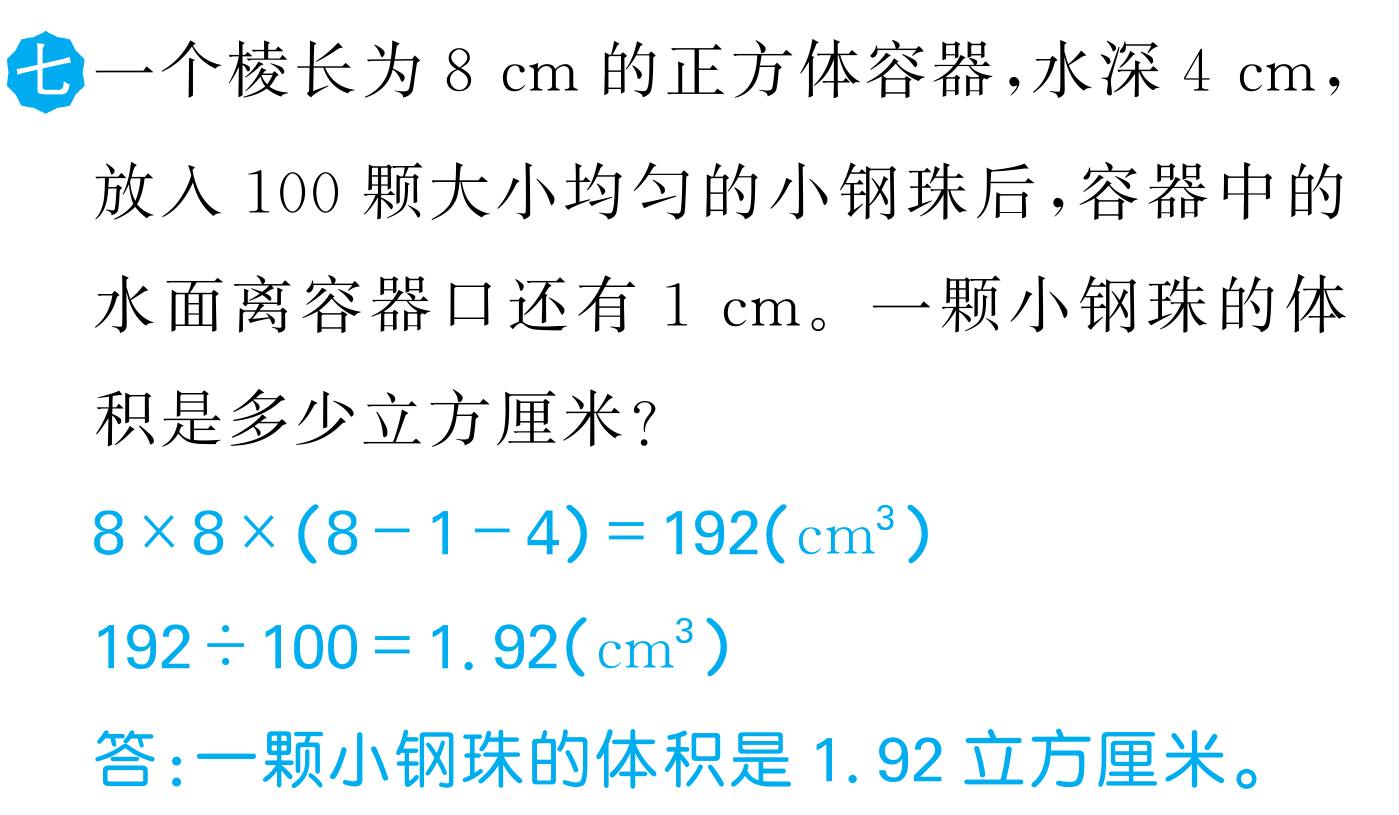 七 一个棱长为 8 cm 的正方体容器,水深 4 cm,
放入 100 颗大小均匀的小钢珠后,容器中的
水面离容器口还有 1 cm。一颗小钢珠的体
积是多少立方厘米?
8×8×(8-1-4)=192(cm³)
192÷100=1.92(cm³)
答:一颗小钢珠的体积是 1.92 立方厘米。